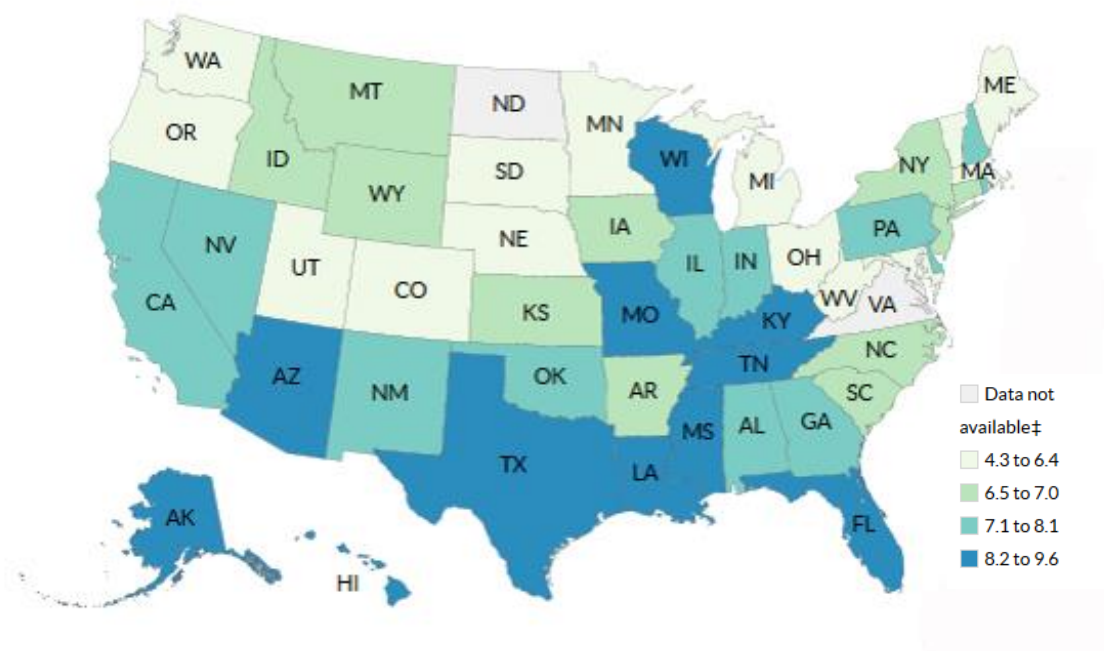 WA
MT
ND
ME
MN
OR
ID
WI
NY
MA
SD
MI
WY
IA
PA
NE
NV
IL
IN
OH
UT
CO
WV
VA
CA
KS
MO
KY
NC
TN
AZ
OK
NM
AR
SC
MS
AL
GA
TX
LA
AK
FL
HI
Data not
available‡
4.3 to 6.4
6.5 to 7.0
7.1 to 8.1
8.2 to 9.6